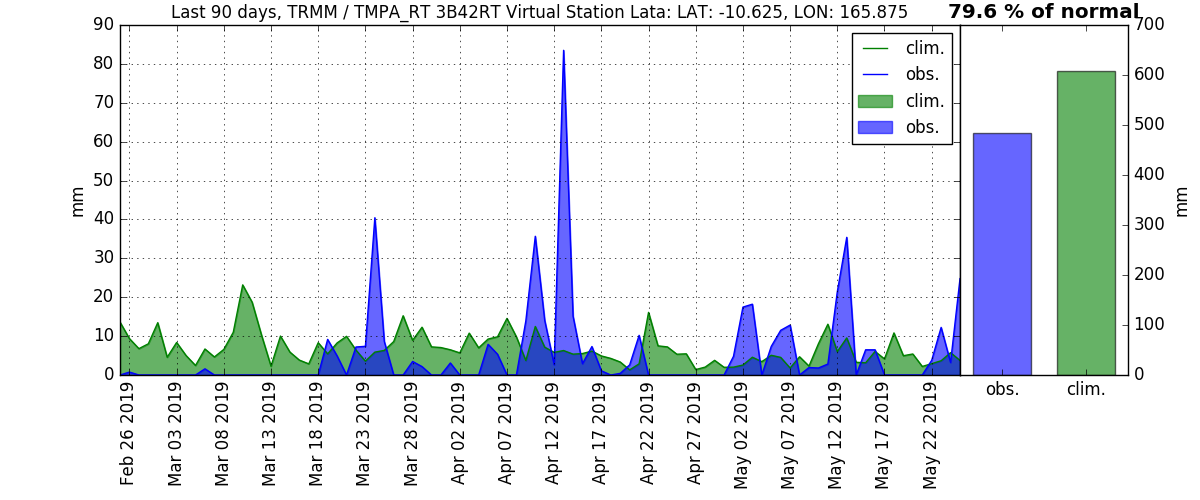 Last 90 days, TRMM / TMPA_RT 3B42RT Virtual Station Lata: LAT: -10.625, LON: 165.875
79.6 % of normal
90
80
70
60
50
40
30
20
10
0
mm
clim.
obs.
clim.
obs.
Feb 26 2019
Mar 03 2019
Mar 08 2019
Mar 13 2019
Mar 18 2019
Mar 23 2019
Mar 28 2019
Apr 02 2019
Apr 07 2019
Apr 12 2019
Apr 17 2019
Apr 22 2019
Apr 27 2019
May 02 2019
May 07 2019
May 12 2019
May 17 2019
May 22 2019
700
600
500
400
300
200
100
0
mm
obs.
clim.